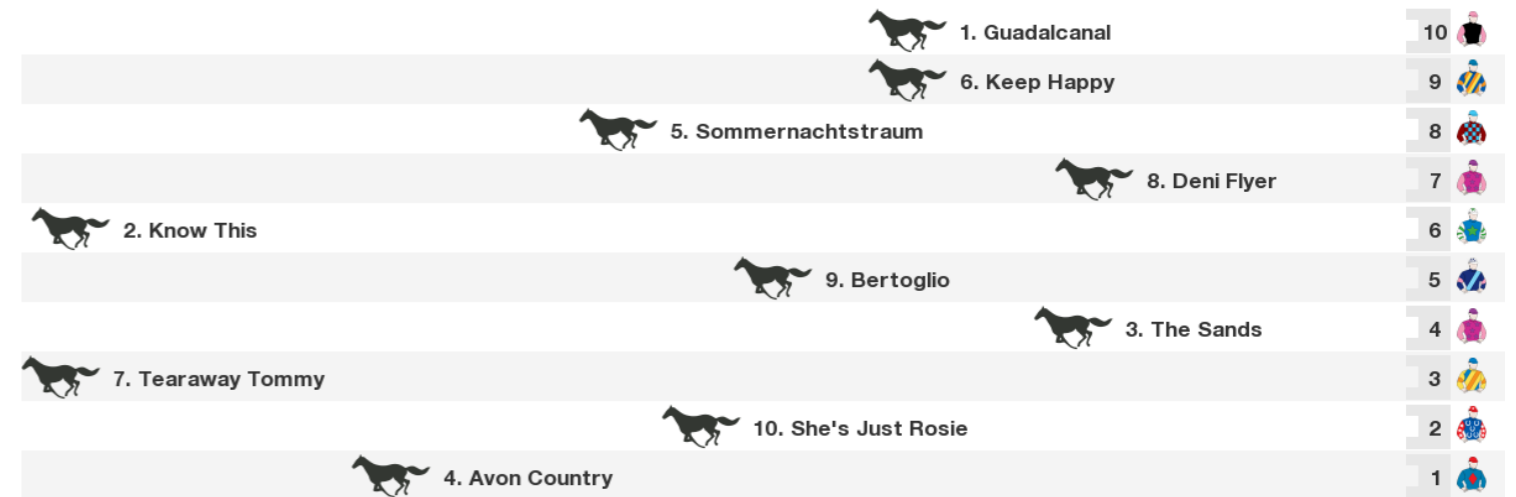 1. Guadalcanal 10
6. Keep Happy 9
5. Sommernachtstraum 8
8. Deni Flyer 7
2. Know This 6
9. Bertoglio 5
3. The Sands 4
7. Tearaway Tommy 3
10. She's Just Rosie 2
4. Avon Country 1